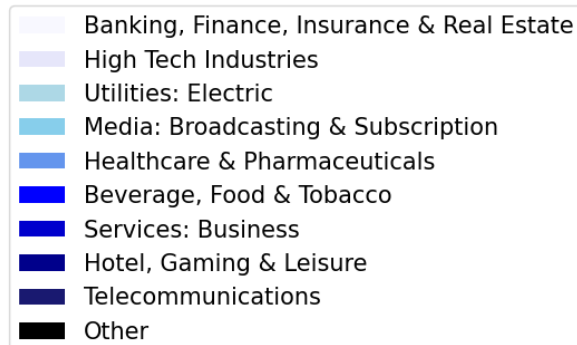 Banking, Finance, Insurance & Real Estate
High Tech Industries
Utilities: Electric
Media: Broadcasting & Subscription
Healthcare & Pharmaceuticals
Beverage, Food & Tobacco
Services: Business
Hotel, Gaming & Leisure
Telecommunications
Other